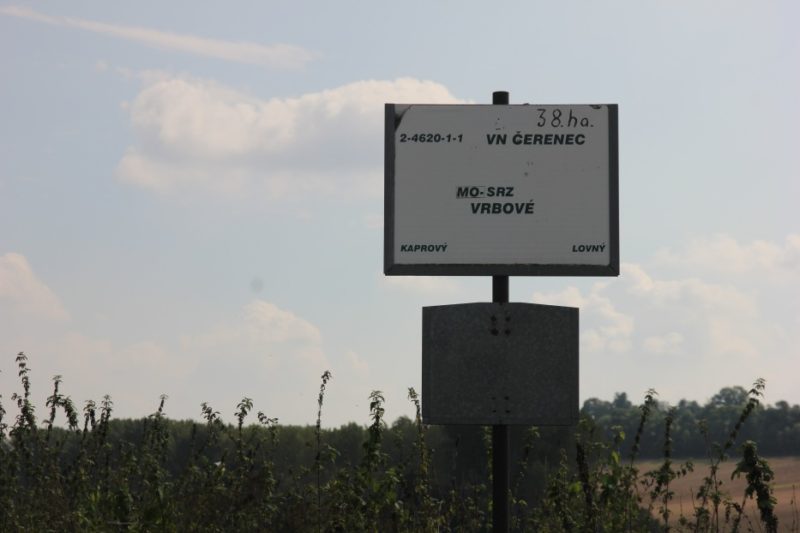 38.ha.
2-4620-1-1 VN ČERENEC
MO-SRZ
VRBOVÉ
KAPROVÝ LOVNÝ